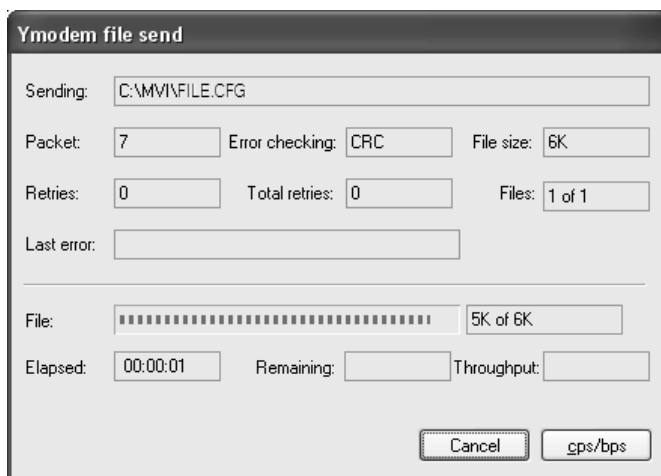 Ymodem file send
Sending: C:\MVI\FILE.CFG
Packet: 7 Error checking: CRC File size: 6K
Retries: 0 Total retries: 0 Files: 1 of 1
Last error:
File: 5K of 6K
Elapsed: 00:00:01 Remaining: Throughput:
Cancel cps/bps